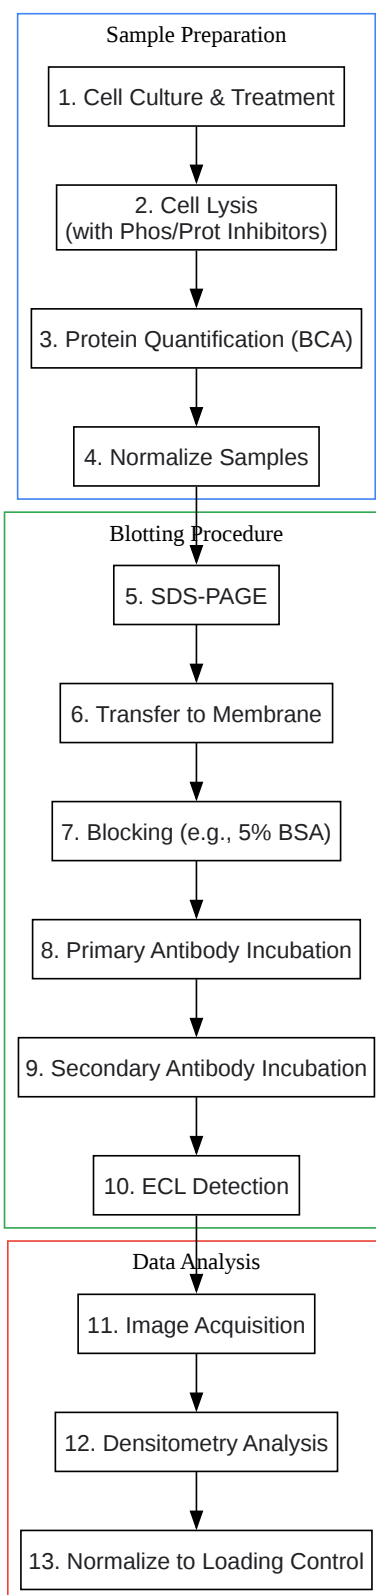 Sample Preparation
1. Cell Culture & Treatment
2. Cell Lysis
(with Phos/Prot Inhibitors)
3. Protein Quantification (BCA)
4. Normalize Samples
Blotting Procedure
5. SDS-PAGE
6. Transfer to Membrane
7. Blocking (e.g., 5% BSA)
8. Primary Antibody Incubation
9. Secondary Antibody Incubation
10. ECL Detection
Data Analysis
11. Image Acquisition
12. Densitometry Analysis
13. Normalize to Loading Control